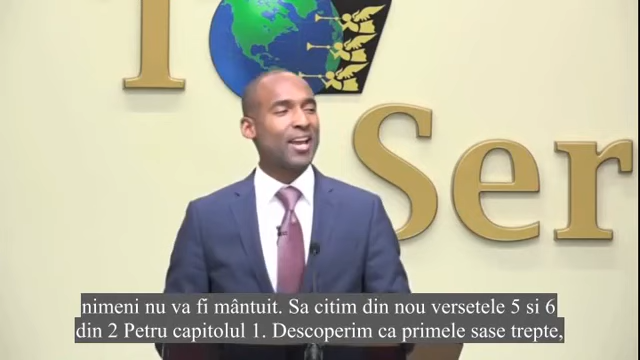 To
Ser
nimeni nu va fi mântuit. Sa citim din nou versetele 5 si 6
din 2 Petru capitolul 1. Descoperim ca primele sase trepte,